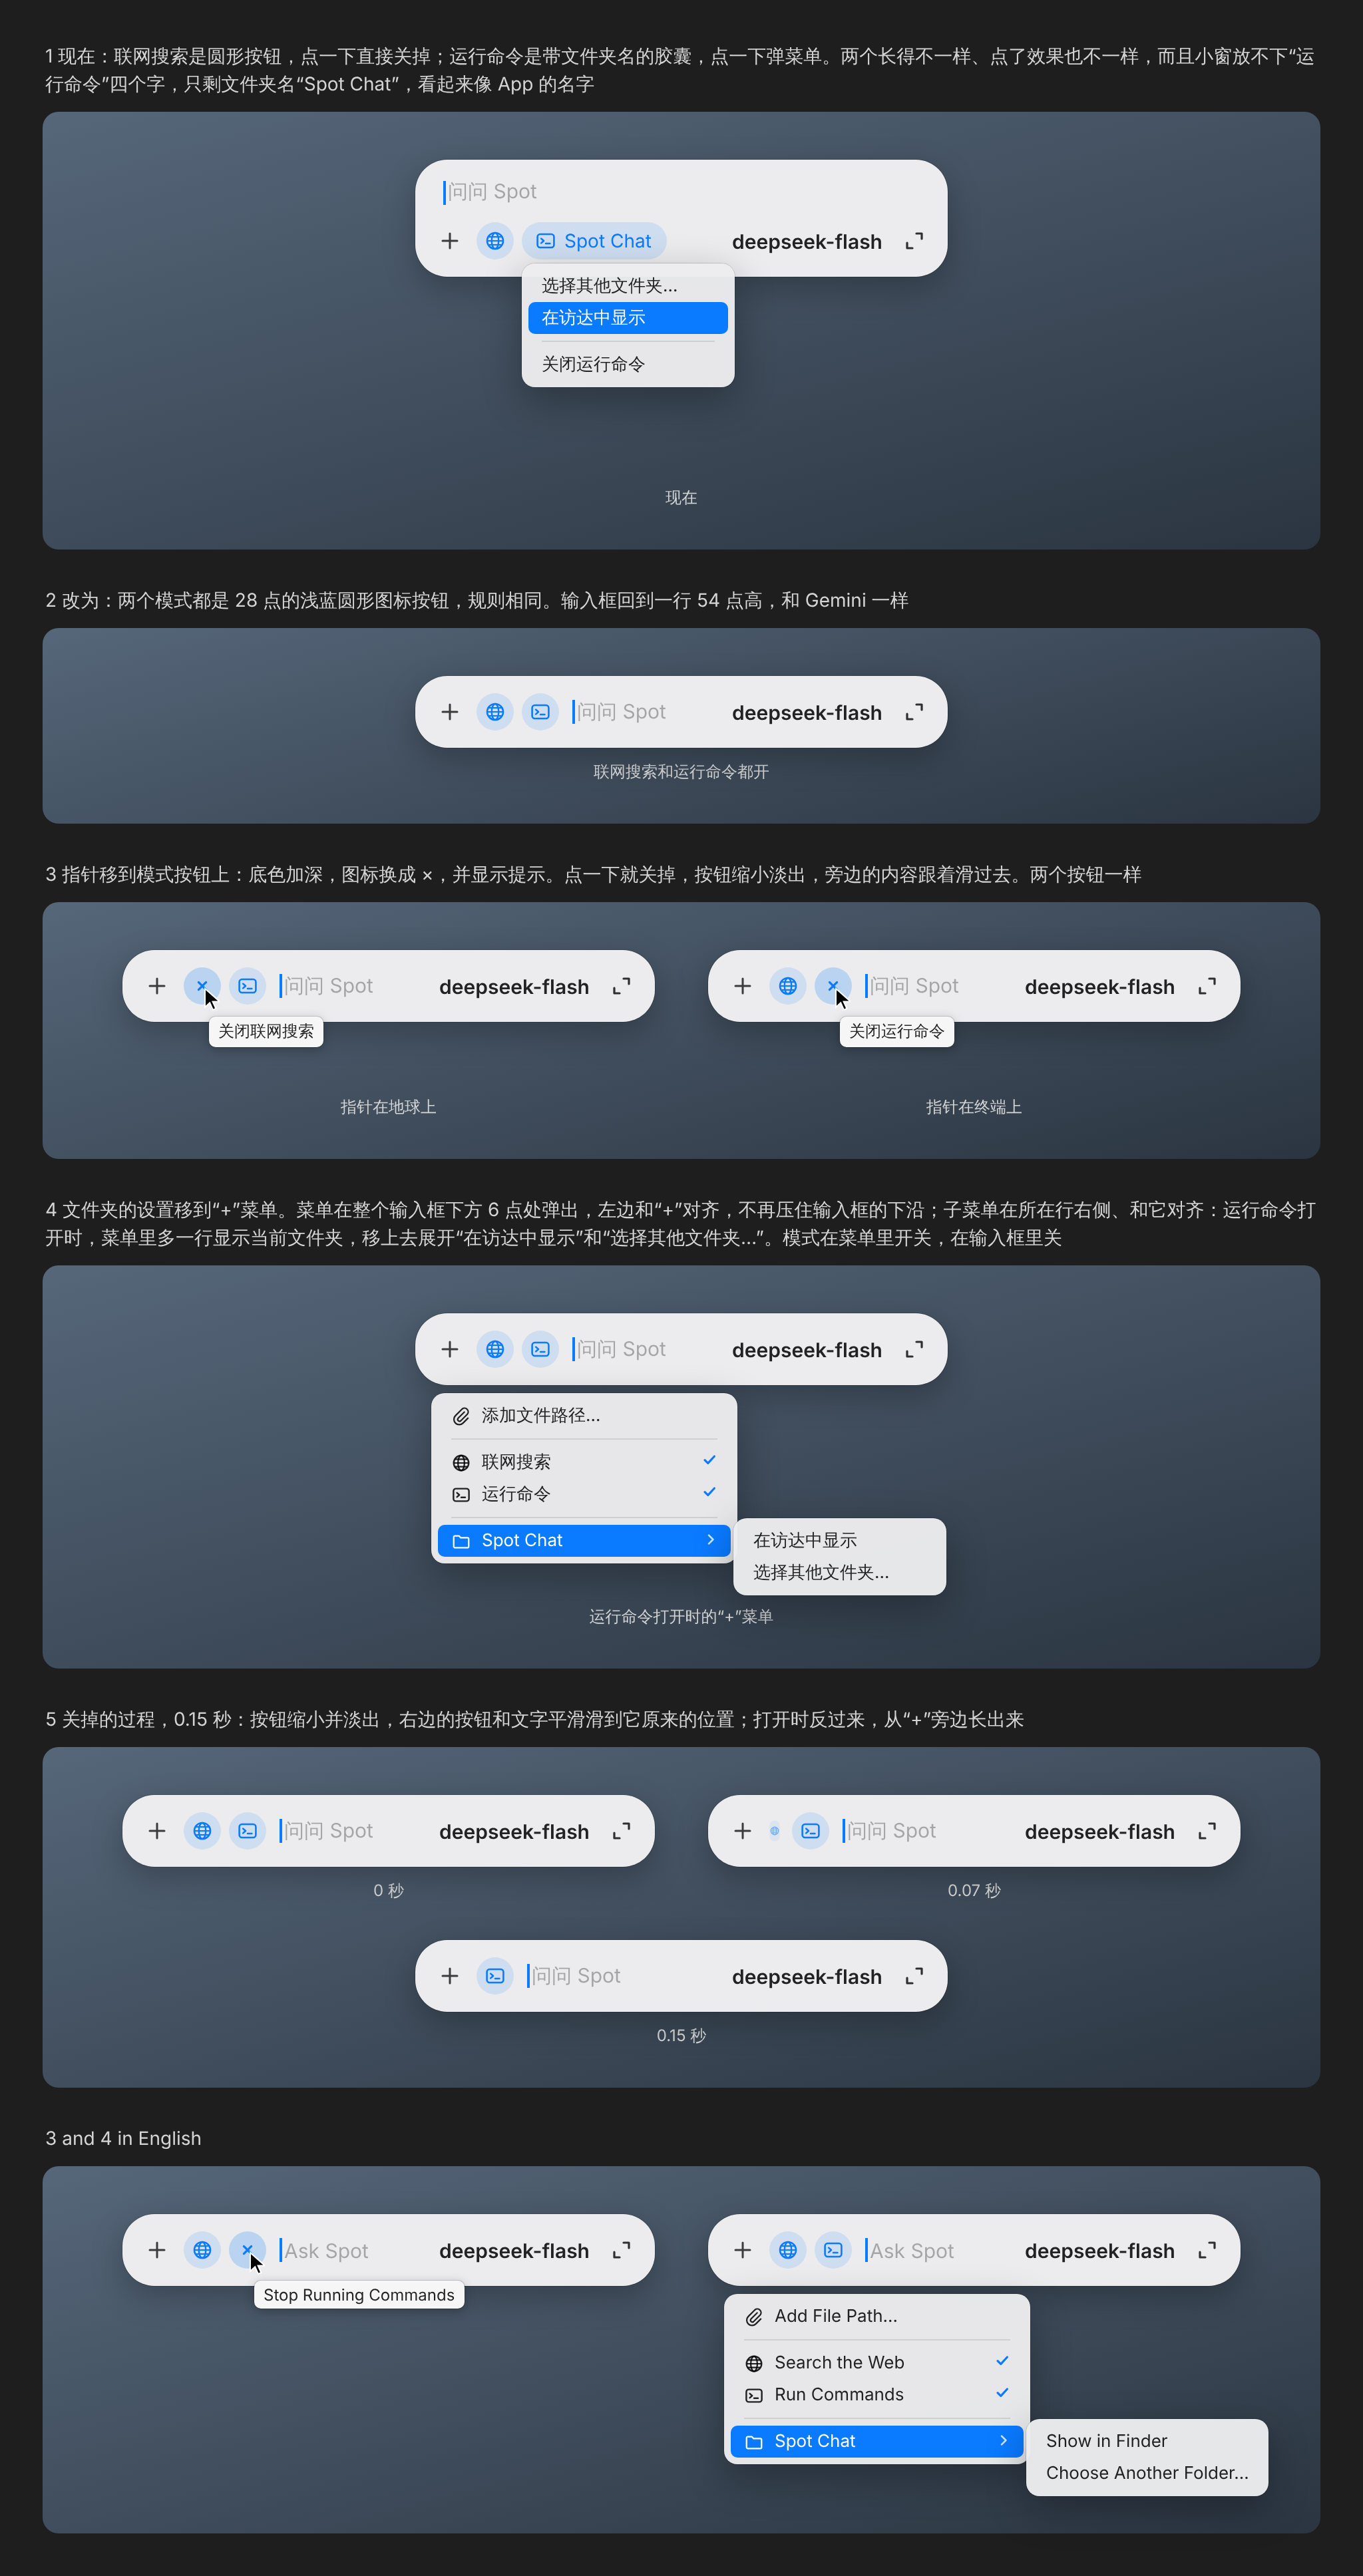 1 现在：联网搜索是圆形按钮，点一下直接关掉；运行命令是带文件夹名的胶囊，点一下弹菜单。两个长得不一样、点了效果也不一样，而且小窗放不下“运
行命令”四个字，只剩文件夹名“Spot Chat”，看起来像 App 的名字
问问 Spot
Spot Chat deepseek-flash
选择其他文件夹...
在访达中显示
关闭运行命令
现在
2 改为：两个模式都是 28 点的浅蓝圆形图标按钮，规则相同。输入框回到一行 54 点高，和 Gemini 一样
问问 Spot deepseek-flash
联网搜索和运行命令都开
3 指针移到模式按钮上：底色加深，图标换成 ×，并显示提示。点一下就关掉，按钮缩小淡出，旁边的内容跟着滑过去。两个按钮一样
问问 Spot deepseek-flash
关闭联网搜索
指针在地球上
问问 Spot deepseek-flash
关闭运行命令
指针在终端上
4 文件夹的设置移到“+”菜单。菜单在整个输入框下方 6 点处弹出，左边和“+”对齐，不再压住输入框的下沿；子菜单在所在行右侧、和它对齐：运行命令打
开时，菜单里多一行显示当前文件夹，移上去展开“在访达中显示”和“选择其他文件夹...”。模式在菜单里开关，在输入框里关
问问 Spot deepseek-flash
添加文件路径...
联网搜索
运行命令
Spot Chat
在访达中显示
选择其他文件夹...
运行命令打开时的“+”菜单
5 关掉的过程，0.15 秒：按钮缩小并淡出，右边的按钮和文字平滑滑到它原来的位置；打开时反过来，从“+”旁边长出来
问问 Spot deepseek-flash
0 秒
问问 Spot deepseek-flash
0.07 秒
问问 Spot deepseek-flash
0.15 秒
3 and 4 in English
Ask Spot deepseek-flash
Stop Running Commands
Ask Spot deepseek-flash
Add File Path...
Search the Web
Run Commands
Spot Chat
Show in Finder
Choose Another Folder...